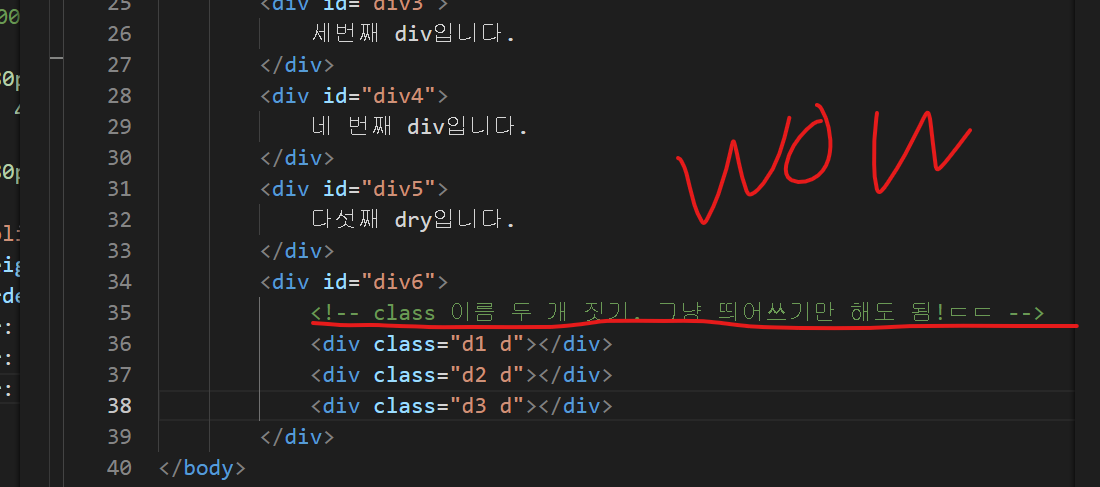 25 <div id="div3">
26 세번째 div입니다.
27 </div>
28 <div id="div4">
29 네 번째 div입니다.
30 </div>
31 <div id="div5">
32 다섯째 dry입니다.
33 </div>
34 <div id="div6">
35 <!-- class 이름 두 개 짓기. 그냥 띄어쓰기만 해도 됨!ㄷㄷ -->
36 <div class="d1 d"></div>
37 <div class="d2 d"></div>
38 <div class="d3 d"></div>
39 </div>
40 </body>
wow